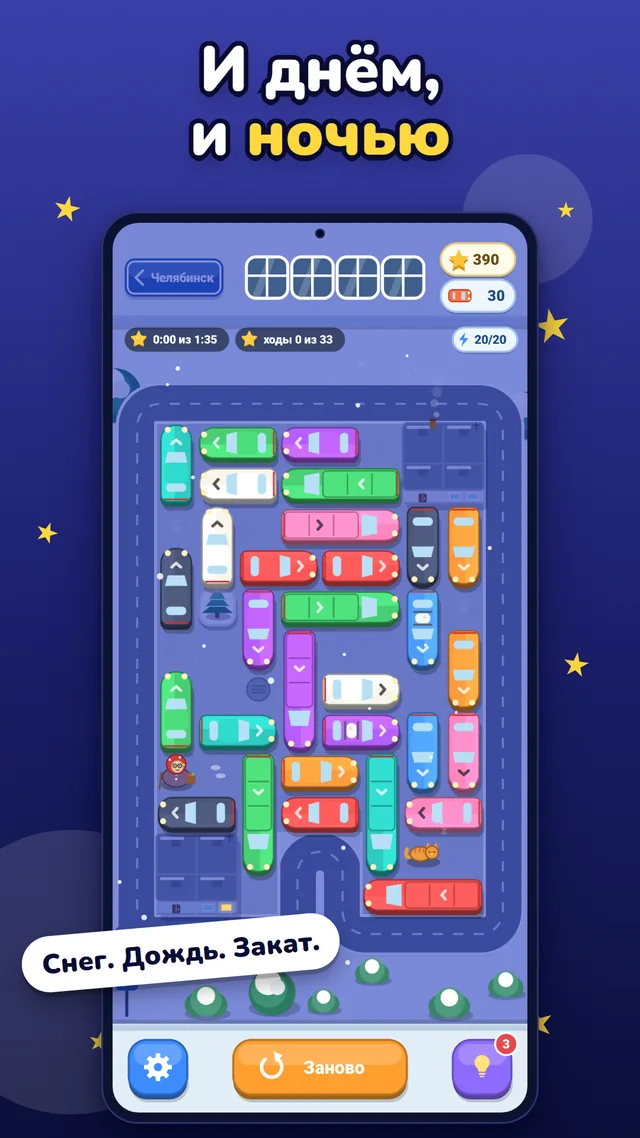 И днём,
и ночью
Челябинск
390
30
0:00 из 1:35
ходы 0 из 33
20/20
Снег. Дождь. Закат.
Заново
3